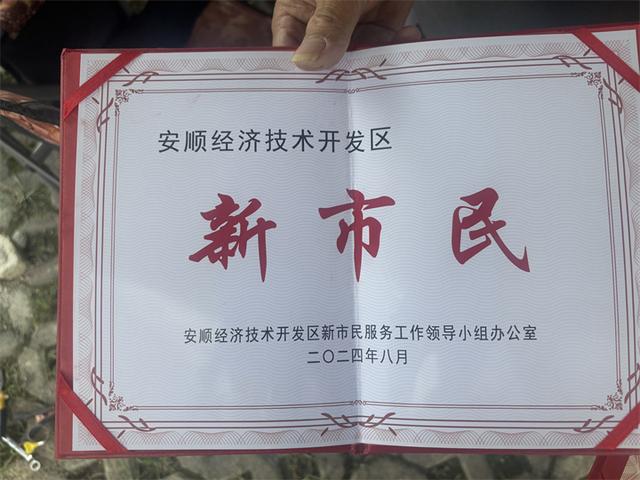 安顺经济技术开发区
新市民
安顺经济技术开发区新市民服务工作领导小组办公室
二〇二四年八月